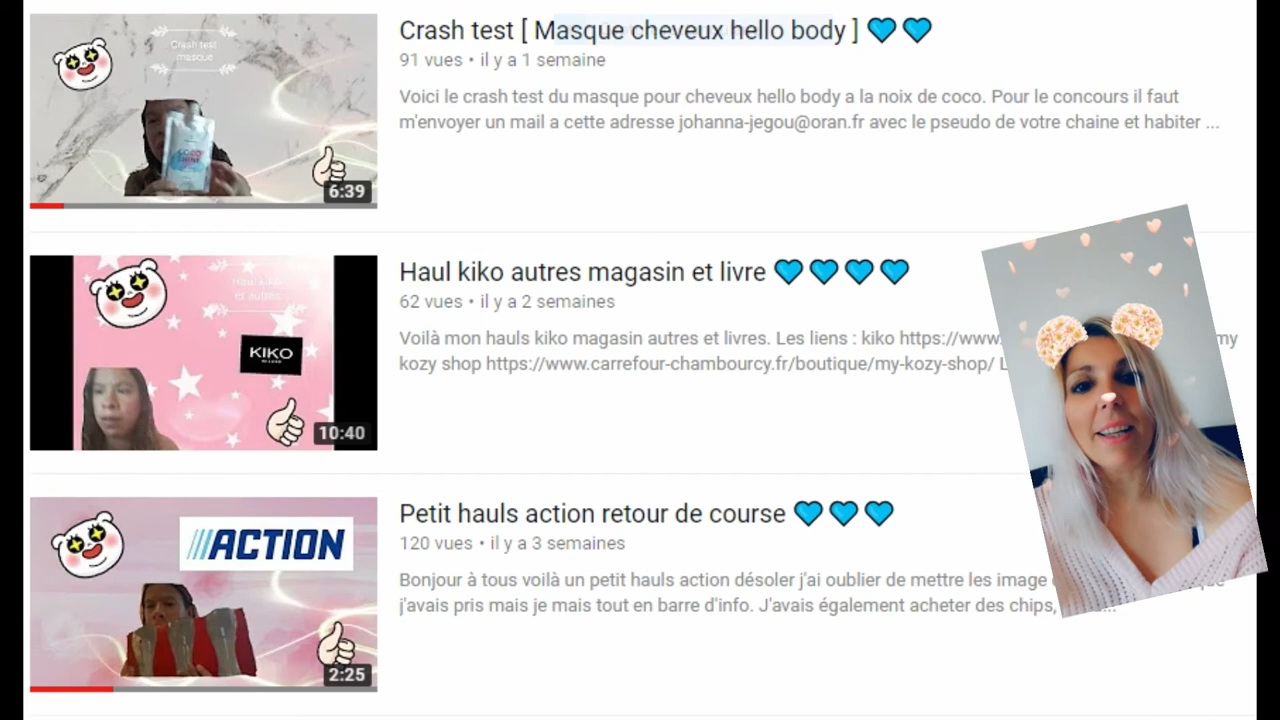 Crash test
masque
COCO
SHINE
6:39
Crash test [ Masque cheveux hello body ] 💙💙
91 vues • il y a 1 semaine
Voici le crash test du masque pour cheveux hello body a la noix de coco. Pour le concours il faut
m'envoyer un mail a cette adresse johanna-jegou@oran.fr avec le pseudo de votre chaine et habiter ...
et autres
KIKO
MILANO
10:40
Haul kiko autres magasin et livre 💙💙💙💙
62 vues • il y a 2 semaines
Voilà mon hauls kiko magasin autres et livres. Les liens : kiko https://www. my
kozy shop https://www.carrefour-chambourcy.fr/boutique/my-kozy-shop/ L
ACTION
2:25
Petit hauls action retour de course 💙💙💙
120 vues • il y a 3 semaines
Bonjour à tous voilà un petit hauls action désoler j'ai oublier de mettre les image
j'avais pris mais je mais tout en barre d'info. J'avais également acheter des chips, ...